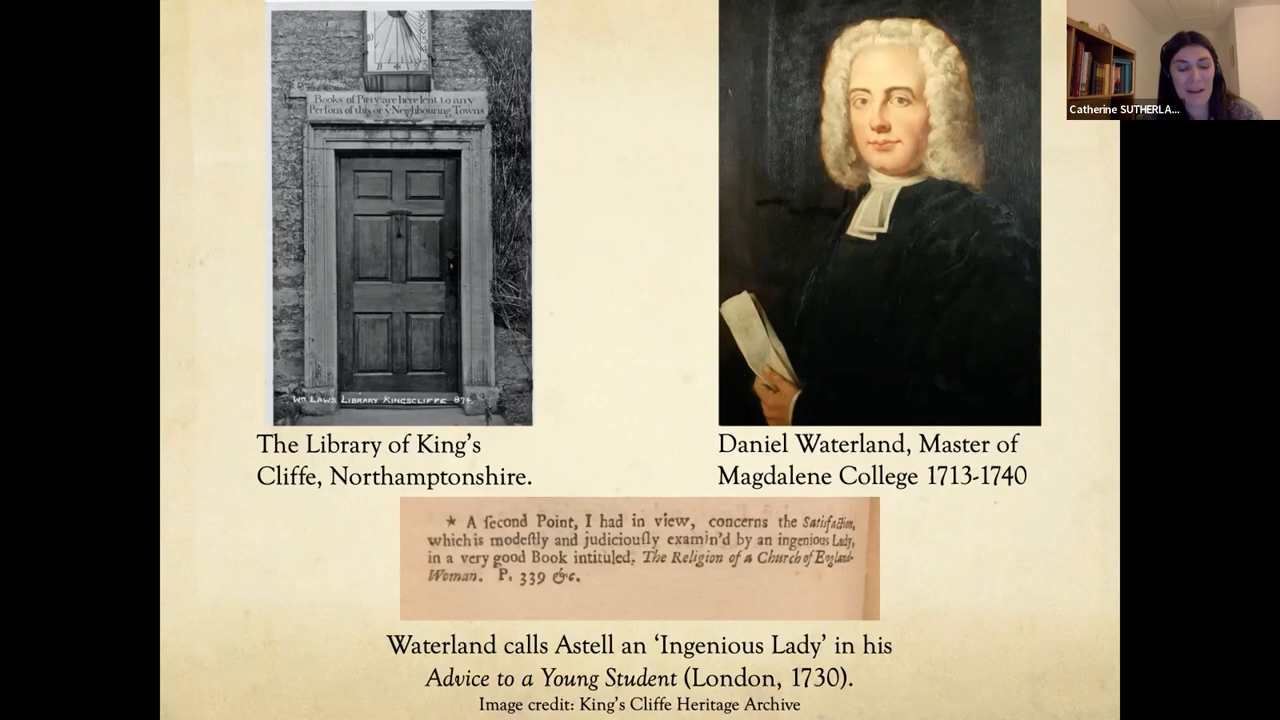 Books of Piety are here lent to any
Persons of this or yͤ Neighbouring Towns
Wm LAWS LIBRARY KINGSCLIFFE 874.
The Library of King's
Cliffe, Northamptonshire.
Daniel Waterland, Master of
Magdalene College 1713-1740
* A ſecond Point, I had in view, concerns the Satisfaction,
which is modeſtly and judiciouſly examin'd by an ingenious Lady,
in a very good Book intituled, The Religion of a Church of England-
Woman. P. 339 &c.
Waterland calls Astell an ‘Ingenious Lady’ in his
Advice to a Young Student (London, 1730).
Image credit: King's Cliffe Heritage Archive
Catherine SUTHERLA...